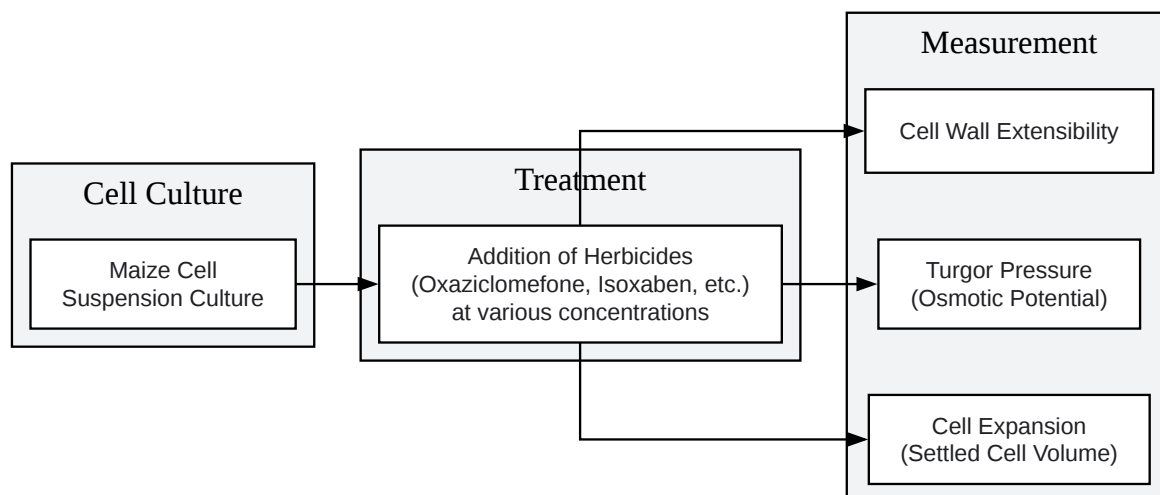 Cell Culture
Maize Cell
Suspension Culture
Treatment
Addition of Herbicides
(Oxaziclomefone, Isoxaben, etc.)
at various concentrations
Measurement
Cell Wall Extensibility
Turgor Pressure
(Osmotic Potential)
Cell Expansion
(Settled Cell Volume)